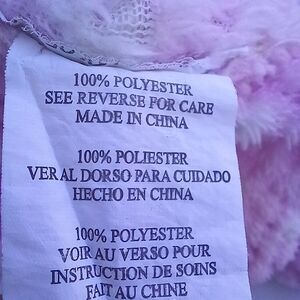 100% POLYESTER
SEE REVERSE FOR CARE
MADE IN CHINA
100% POLIESTER
VER AL DORSO PARA CUIDADO
HECHO EN CHINA
100% POLYESTER
VOIR AU VERSO POUR
INSTRUCTION DE SOINS
FAIT AU CHINE